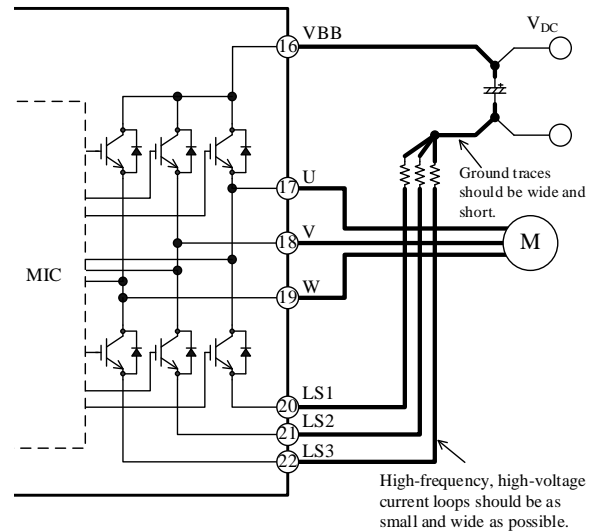 VBB
16
VDC
+
Ground traces
should be wide and
short.
U
17
V
18
M
MIC
W
19
LS1
20
LS2
21
LS3
22
High-frequency, high-voltage
current loops should be as
small and wide as possible.